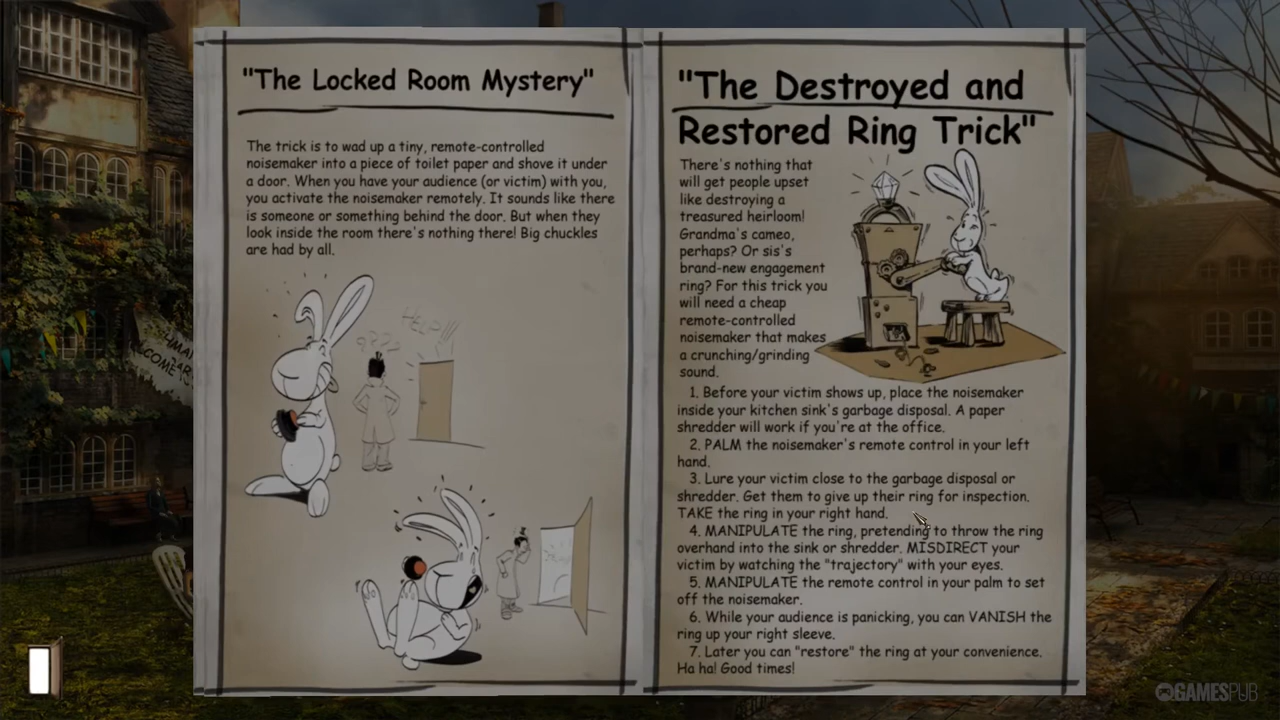 "The Locked Room Mystery"
The trick is to wad up a tiny, remote-controlled
noisemaker into a piece of toilet paper and shove it under
a door. When you have your audience (or victim) with you,
you activate the noisemaker remotely. It sounds like there
is someone or something behind the door. But when they
look inside the room there's nothing there! Big chuckles
are had by all.
????
HELP!
"The Destroyed and
Restored Ring Trick"
There's nothing that
will get people upset
like destroying a
treasured heirloom!
Grandma's cameo,
perhaps? Or sis's
brand-new engagement
ring? For this trick you
will need a cheap
remote-controlled
noisemaker that makes
a crunching/grinding
sound.
1. Before your victim shows up, place the noisemaker
inside your kitchen sink's garbage disposal. A paper
shredder will work if you're at the office.
2. PALM the noisemaker's remote control in your left
hand.
3. Lure your victim close to the garbage disposal or
shredder. Get them to give up their ring for inspection.
TAKE the ring in your right hand.
4. MANIPULATE the ring, pretending to throw the ring
overhand into the sink or shredder. MISDIRECT your
victim by watching the "trajectory" with your eyes.
5. MANIPULATE the remote control in your palm to set
off the noisemaker.
6. While your audience is panicking, you can VANISH the
ring up your right sleeve.
7. Later you can "restore" the ring at your convenience.
Ha ha! Good times!
GAMESPUB